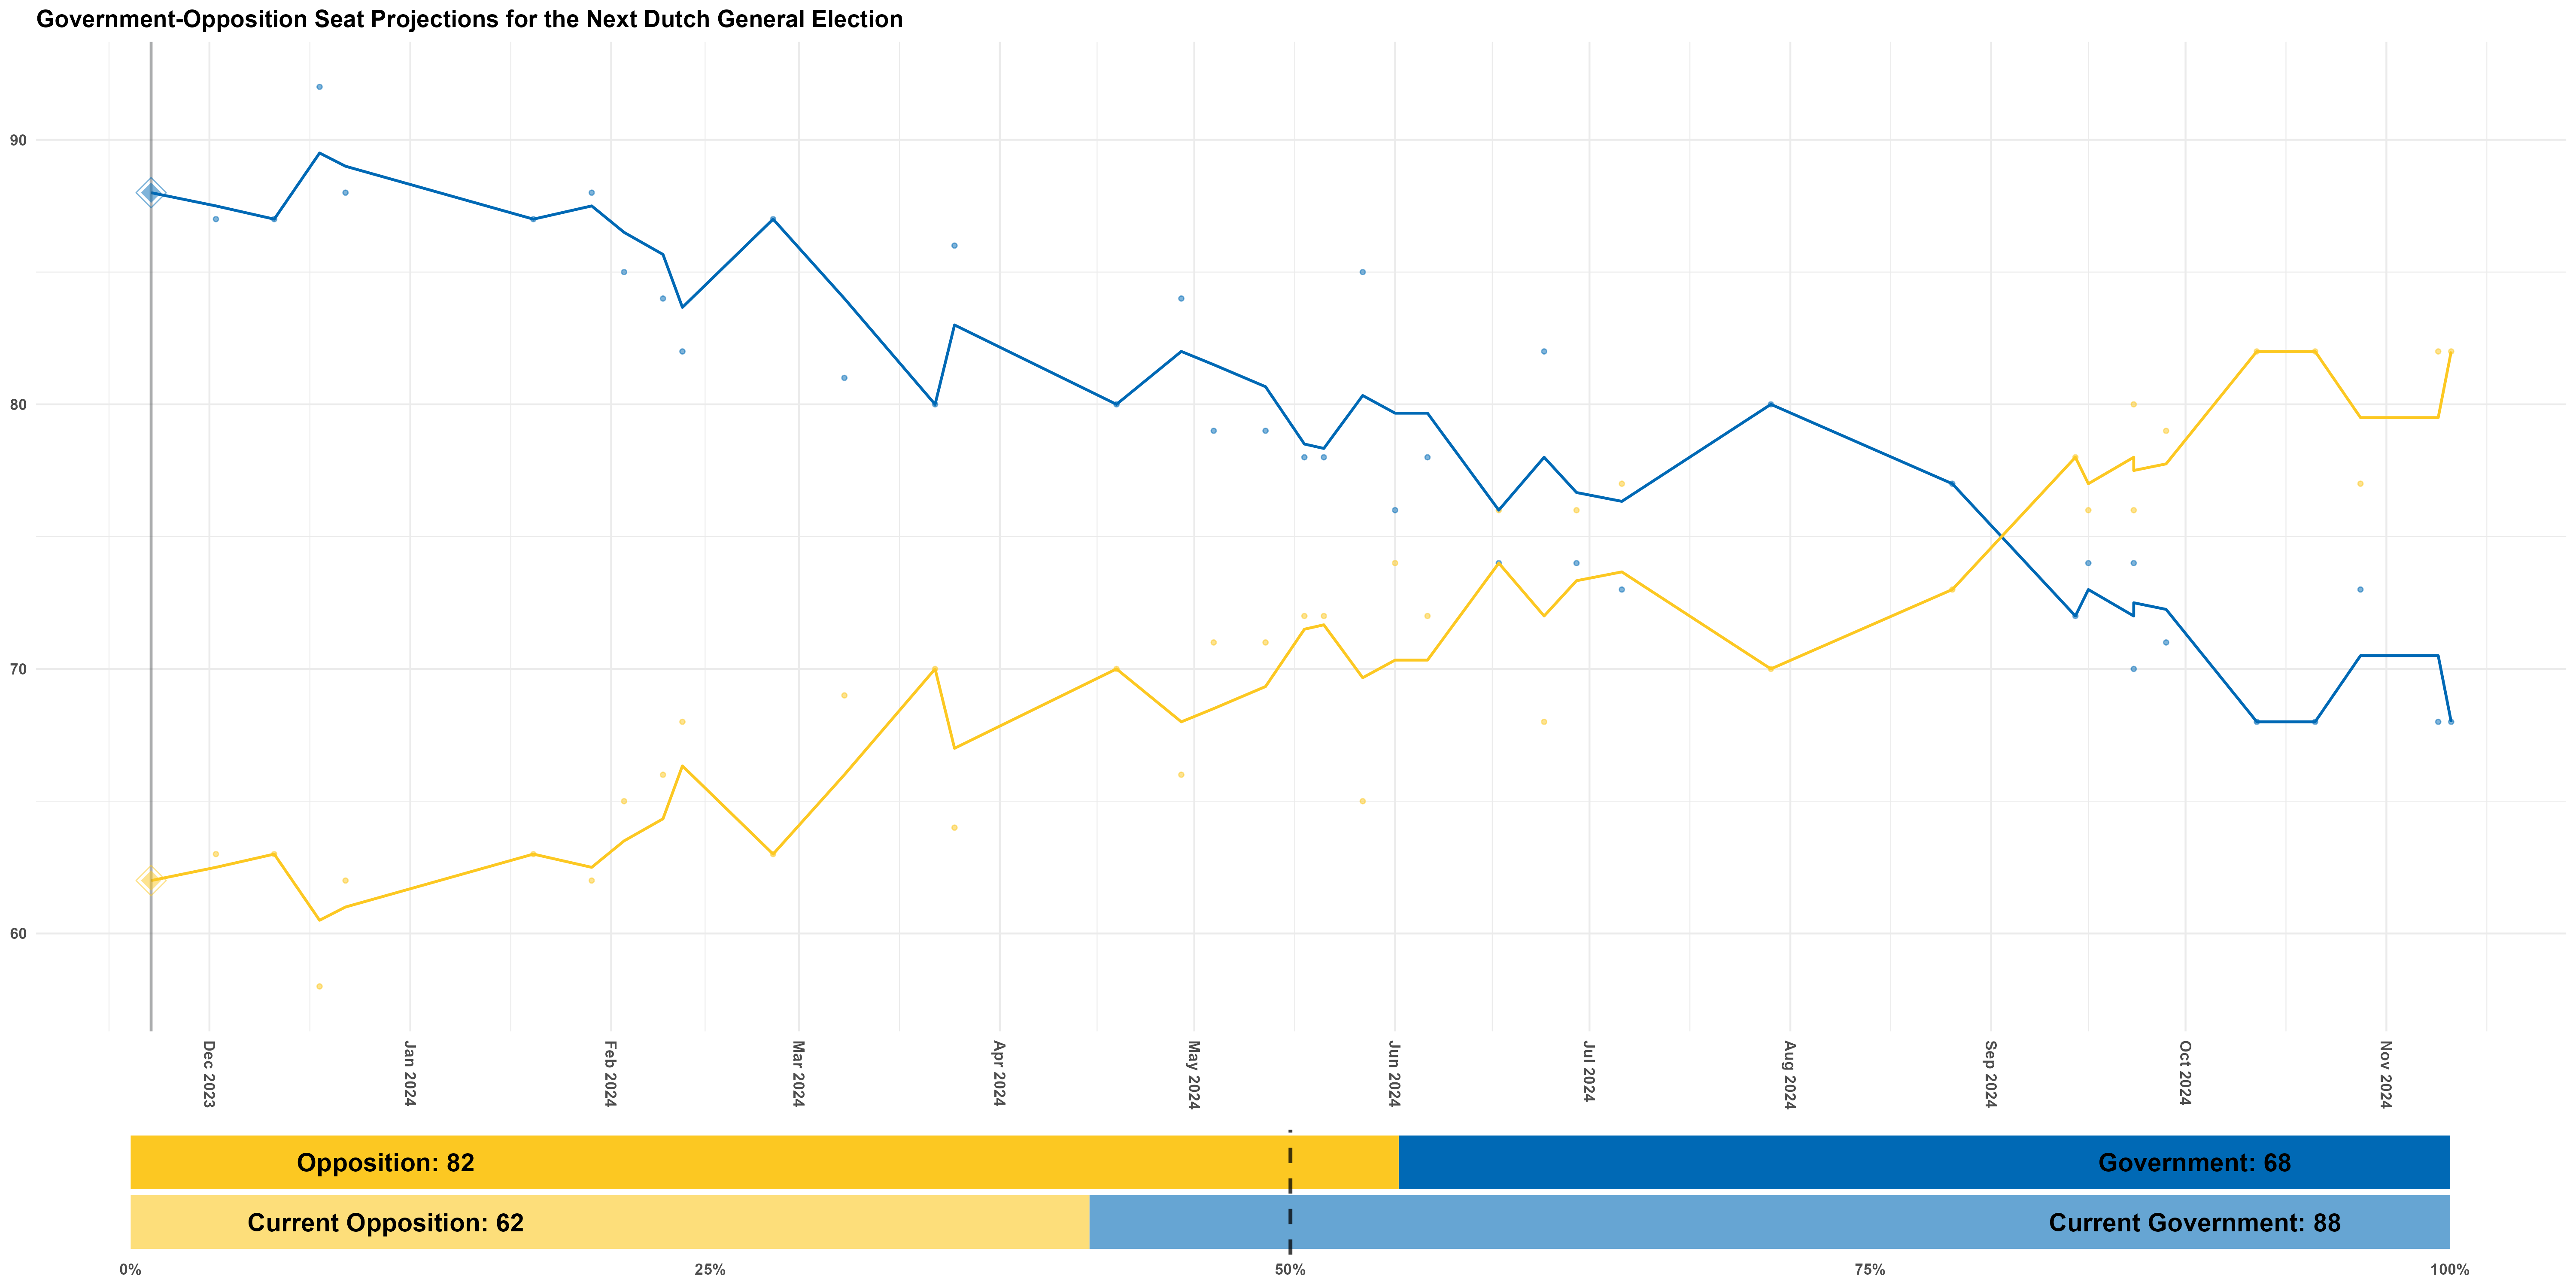 Government-Opposition Seat Projections for the Next Dutch General Election
90
80
70
60
Dec 2023
Jan 2024
Feb 2024
Mar 2024
Apr 2024
May 2024
Jun 2024
Jul 2024
Aug 2024
Sep 2024
Oct 2024
Nov 2024
Opposition: 82
Government: 68
Current Opposition: 62
Current Government: 88
0%
25%
50%
75%
100%